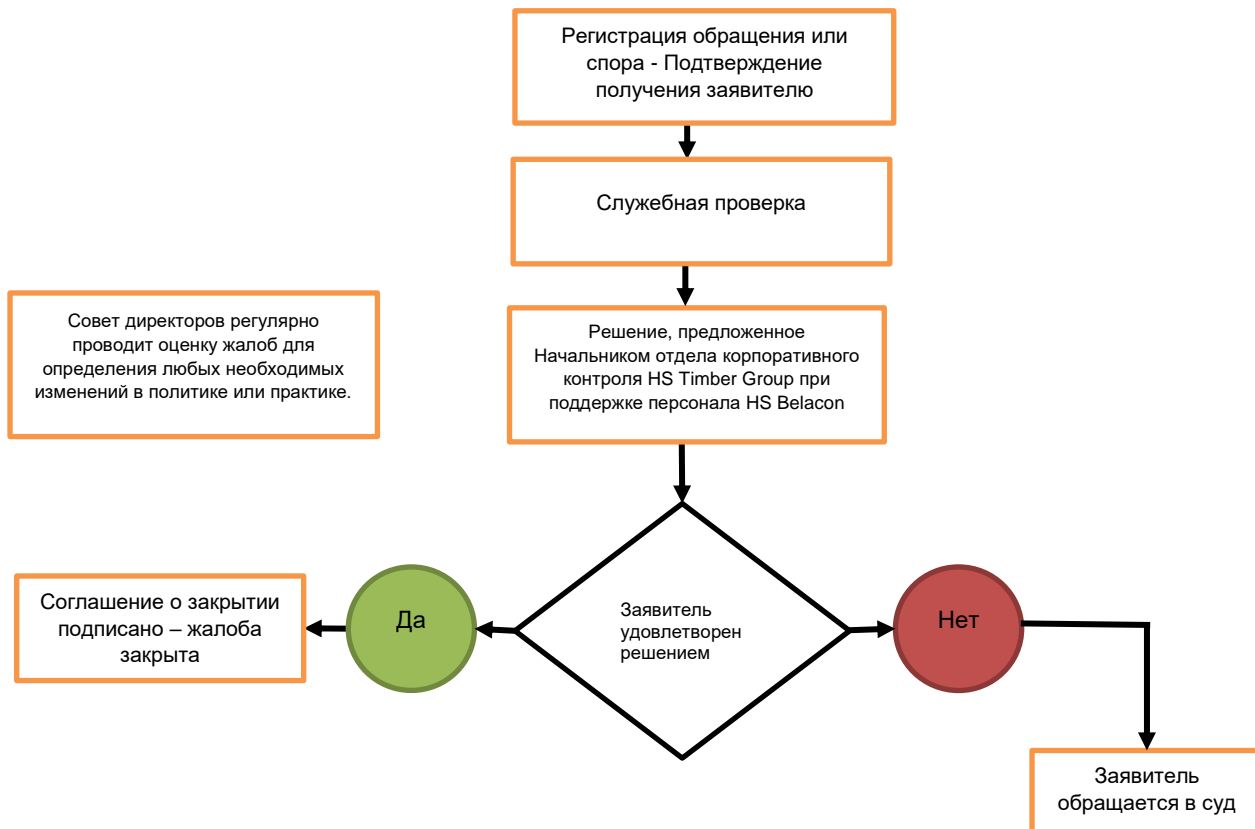 Регистрация обращения или
спора - Подтверждение
получения заявителю
Служебная проверка
Совет директоров регулярно
проводит оценку жалоб для
определения любых необходимых
изменений в политике или практике.
Решение, предложенное
Начальником отдела корпоративного
контроля HS Timber Group при
поддержке персонала HS Belacon
Соглашение о закрытии
подписано – жалоба
закрыта
Да
Заявитель
удовлетворен
решением
Нет
Заявитель
обращается в суд